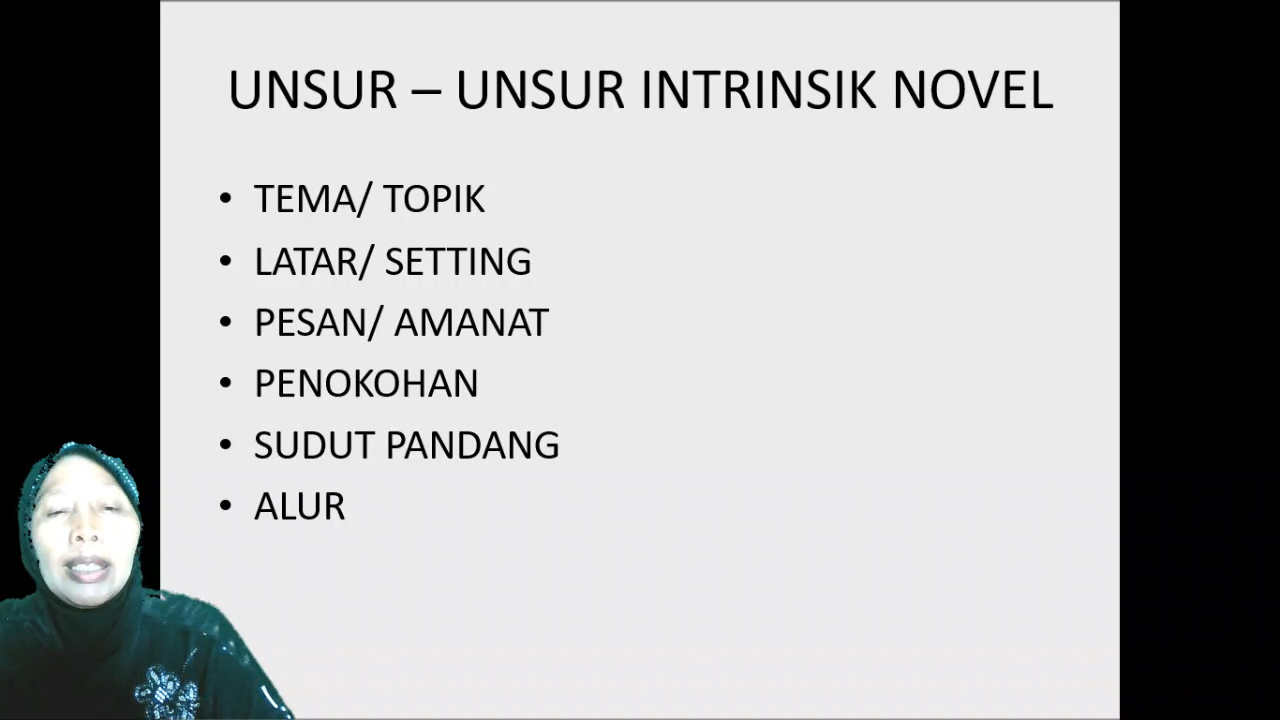 UNSUR – UNSUR INTRINSIK NOVEL
• TEMA/ TOPIK
• LATAR/ SETTING
• PESAN/ AMANAT
• PENOKOHAN
• SUDUT PANDANG
• ALUR